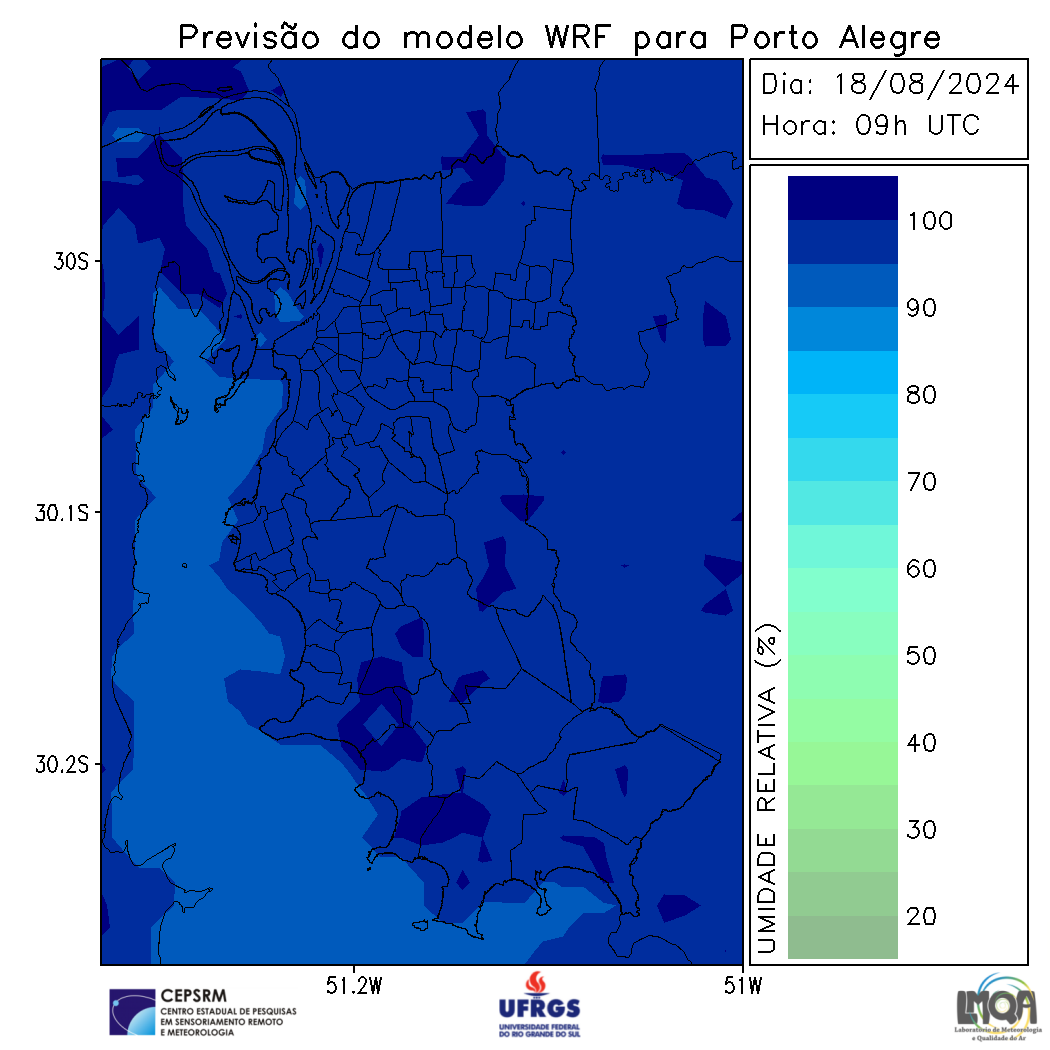 Previsão do modelo WRF para Porto Alegre
Dia: 18/08/2024
Hora: 09h UTC
30S
30.1S
30.2S
51.2W
51W
UMIDADE RELATIVA (%)
100
90
80
70
60
50
40
30
20
CEPSRM
CENTRO ESTADUAL DE PESQUISAS
EM SENSORIAMENTO REMOTO
E METEOROLOGIA
UFRGS
UNIVERSIDADE FEDERAL
DO RIO GRANDE DO SUL
LMQA
Laboratório de Meteorologia
e Qualidade do Ar